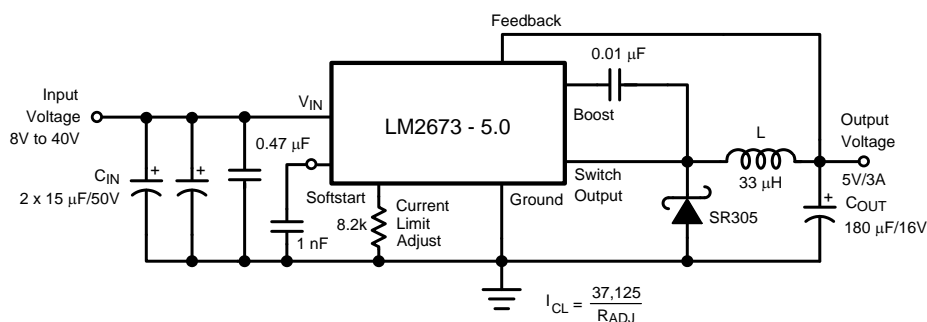 Feedback
0.01 μF
Input
Voltage
8V to 40V
VIN
LM2673 - 5.0
Boost
0.47 μF
L
33 μH
Output
Voltage
5V/3A
CIN
+
+
2 x 15 μF/50V
Softstart
Ground
Switch
Output
SR305
+
COUT
180 μF/16V
1 nF
8.2k
Current
Limit
Adjust
ICL = 37,125
RADJ